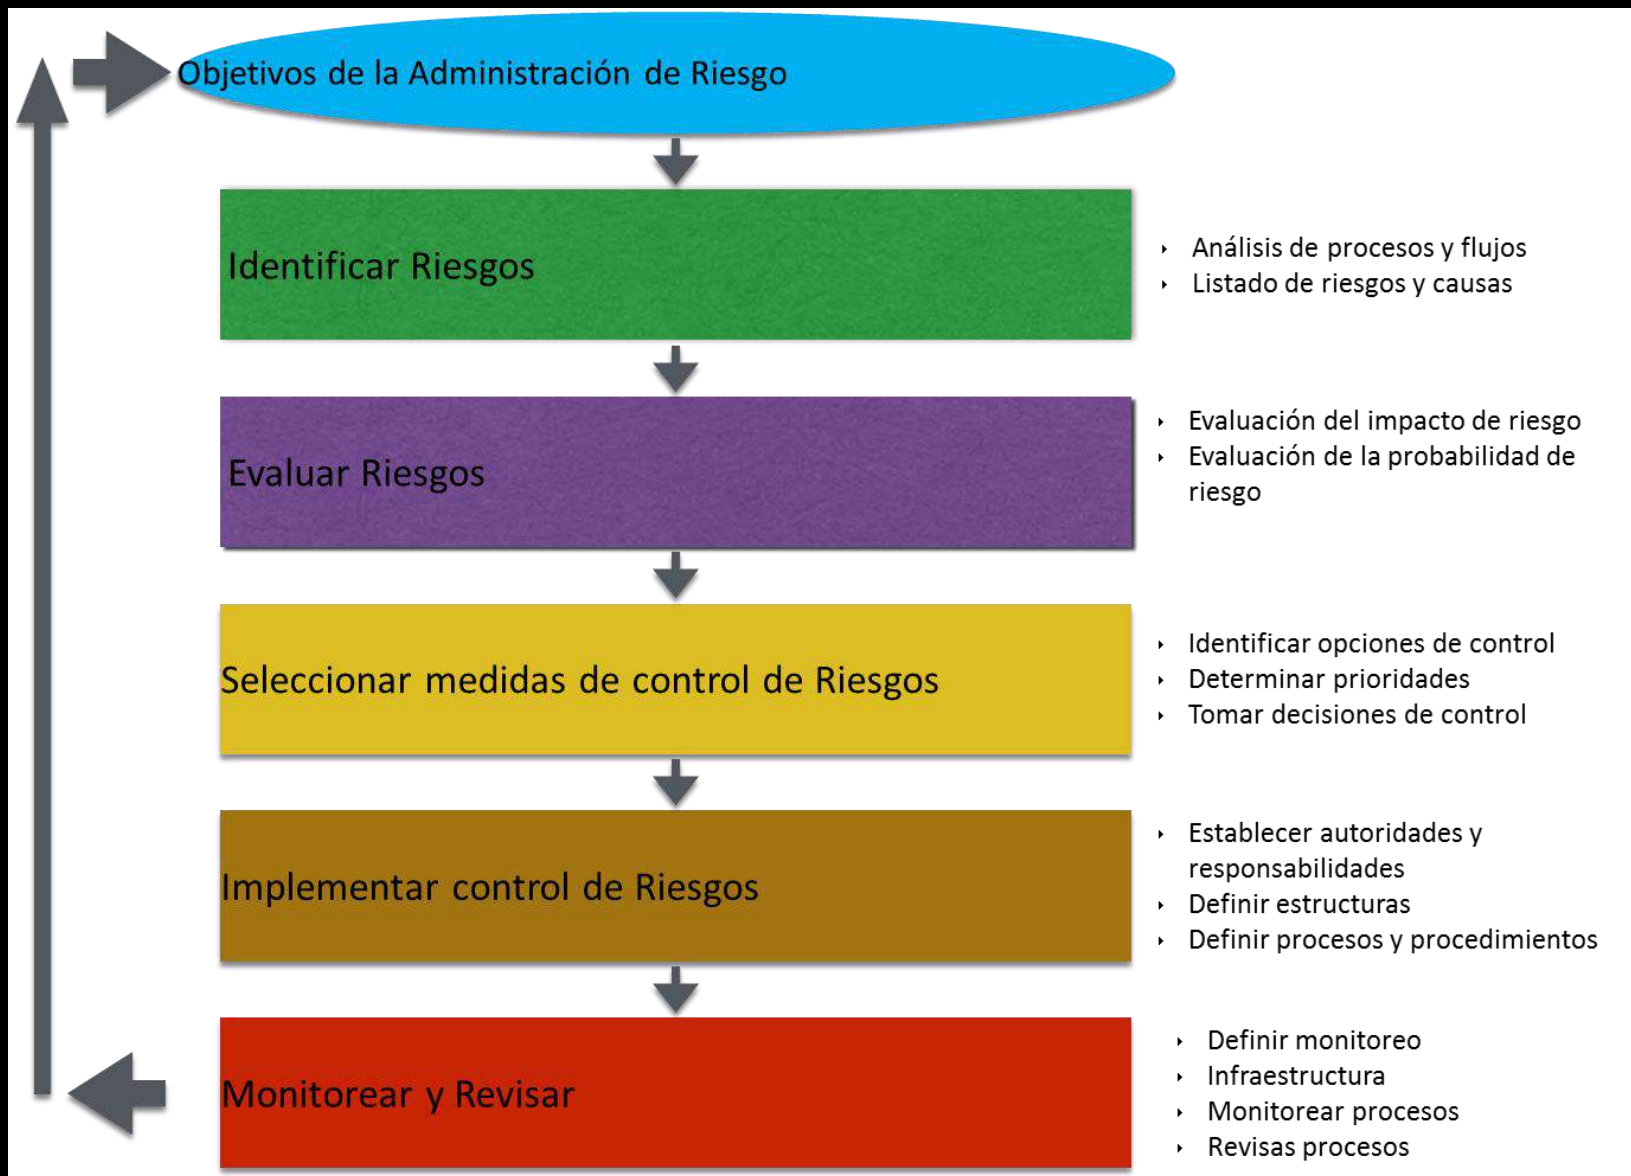 Objetivos de la Administración de Riesgo
Identificar Riesgos
‣ Análisis de procesos y flujos
‣ Listado de riesgos y causas
Evaluar Riesgos
‣ Evaluación del impacto de riesgo
‣ Evaluación de la probabilidad de
riesgo
Seleccionar medidas de control de Riesgos
‣ Identificar opciones de control
‣ Determinar prioridades
‣ Tomar decisiones de control
Implementar control de Riesgos
‣ Establecer autoridades y
responsabilidades
‣ Definir estructuras
‣ Definir procesos y procedimientos
Monitorear y Revisar
‣ Definir monitoreo
‣ Infraestructura
‣ Monitorear procesos
‣ Revisas procesos